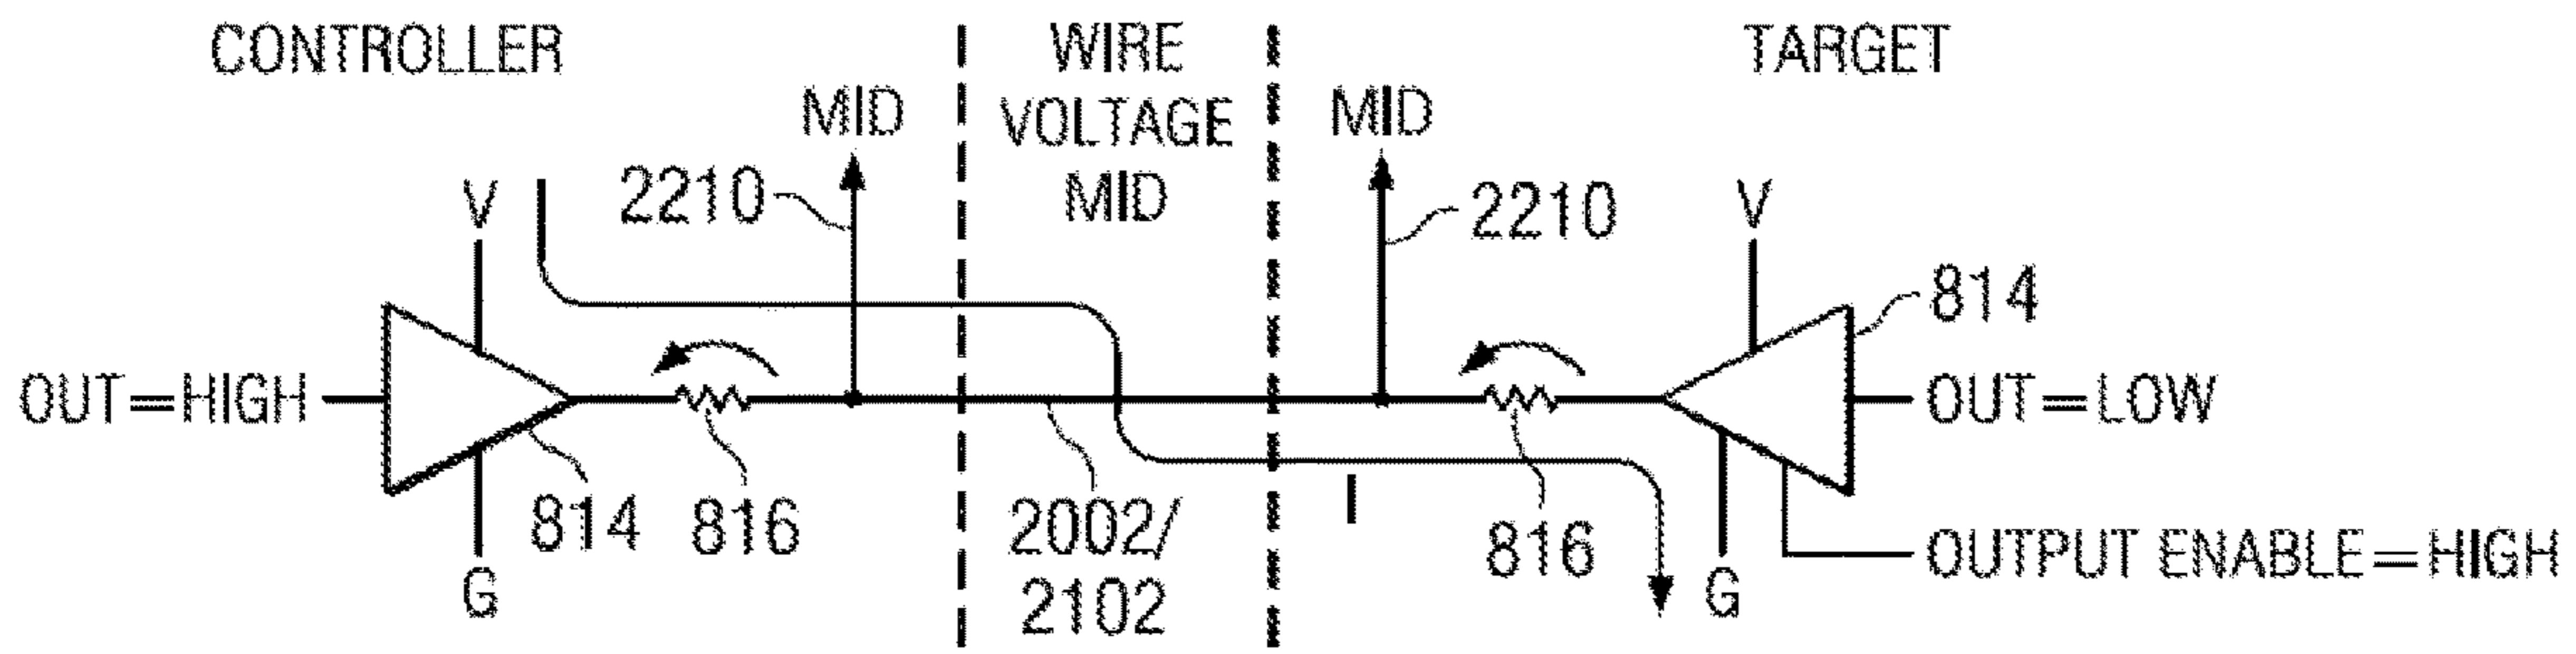 CONTROLLER
WIRE
VOLTAGE
MID
TARGET
MID
MID
2210
2210
V
V
814
OUT=HIGH
OUT=LOW
814
816
2002/
2102
I
816
OUTPUT ENABLE=HIGH
G
G